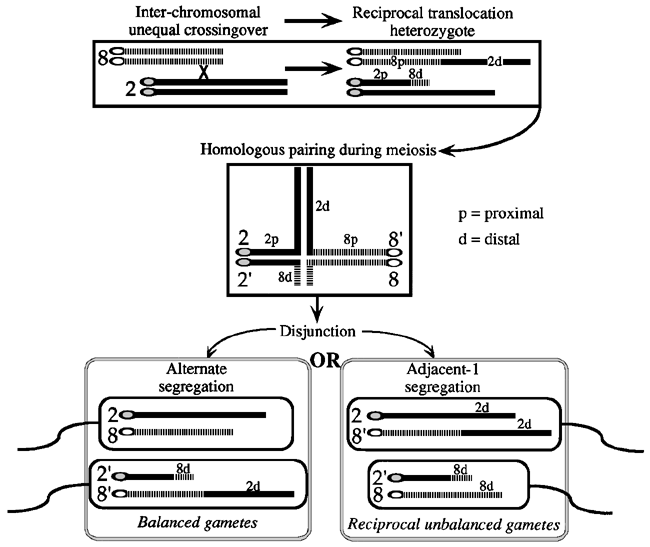 Inter-chromosomal
unequal crossingover
Reciprocal translocation
heterozygote
8
8p
2d
2p
8d
2
X
Homologous pairing during meiosis
2d
2
2p
8p
8'
2'
8d
8
p = proximal
d = distal
Disjunction
OR
Alternate
segregation
2
8
2'
8d
8'
2d
Balanced gametes
Adjacent-1
segregation
2
2d
8'
2d
2'
8d
8
8d
Reciprocal unbalanced gametes